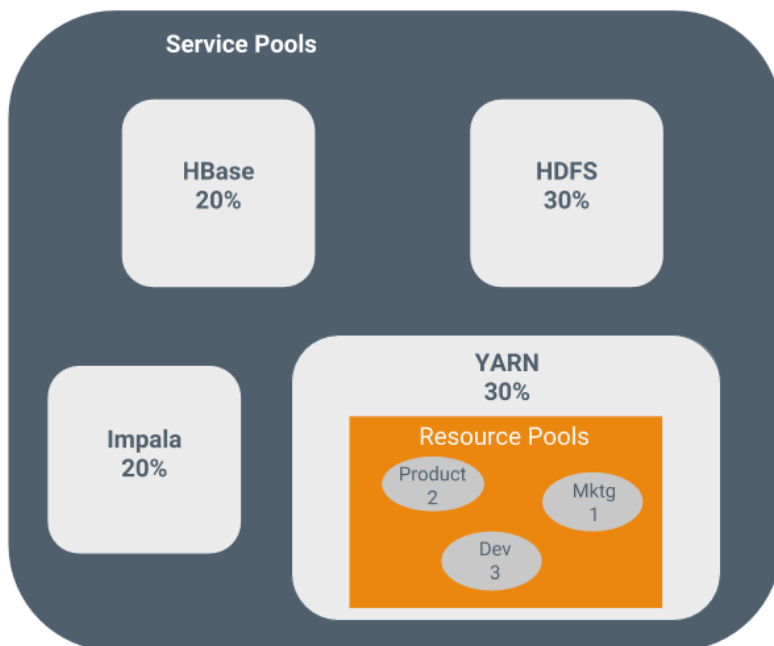 Service Pools
HBase
20%
HDFS
30%
Impala
20%
YARN
30%
Resource Pools
Product
2
Mktg
1
Dev
3